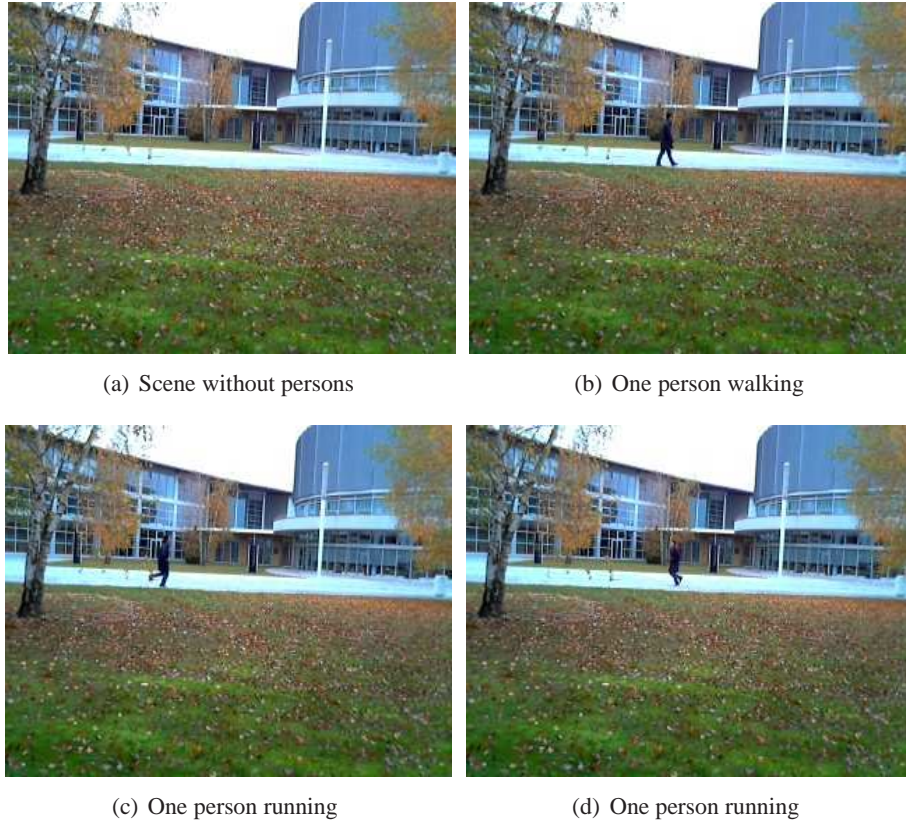 (a) Scene without persons
(b) One person walking
(c) One person running
(d) One person running